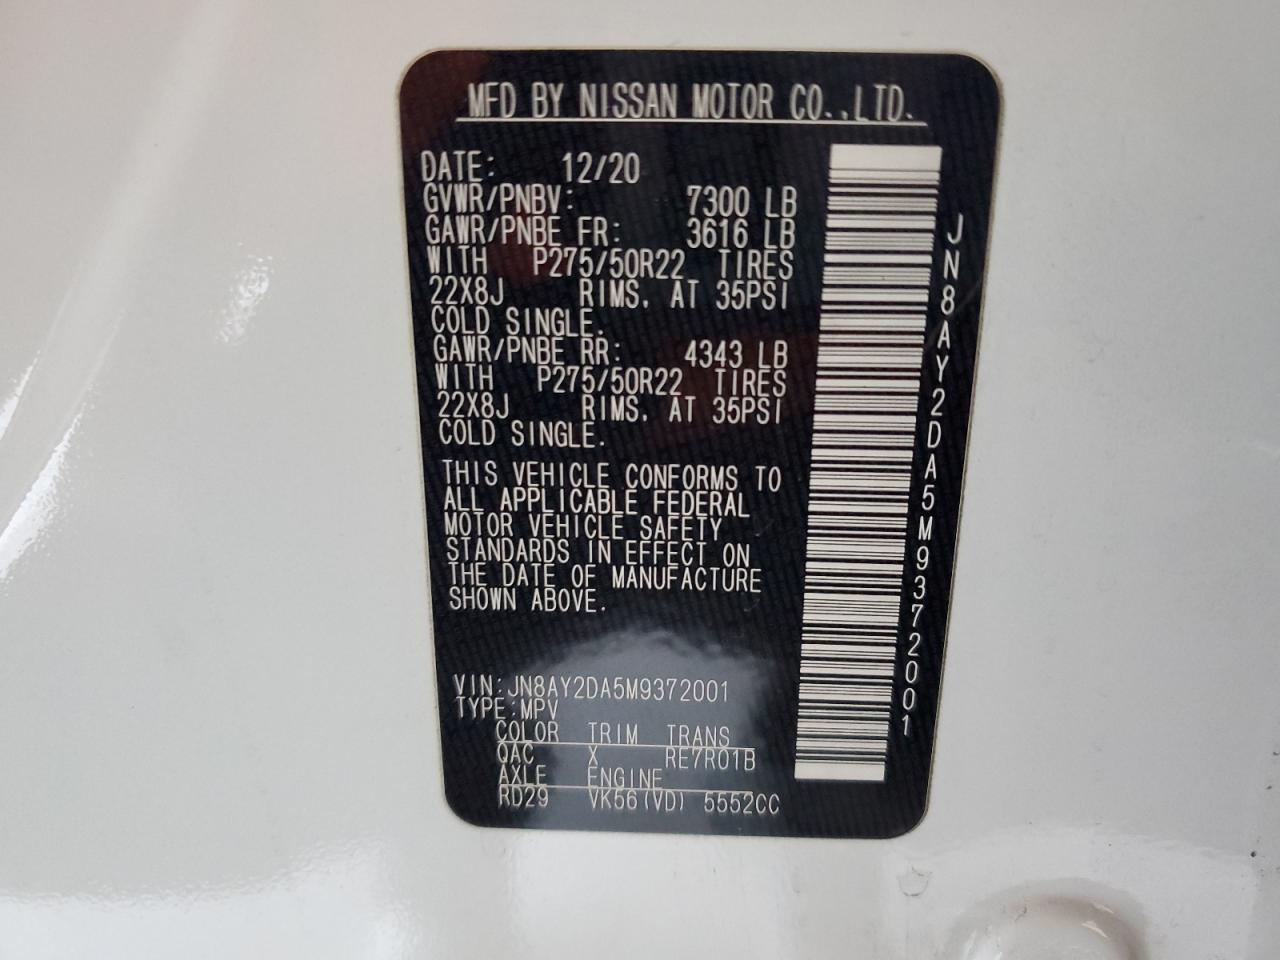 MFD BY NISSAN MOTOR CO.,LTD.
DATE: 12/20
GVWR/PNBV: 7300 LB
GAWR/PNBE FR: 3616 LB
WITH P275/50R22 TIRES
22X8J RIMS, AT 35PSI
COLD SINGLE.
GAWR/PNBE RR: 4343 LB
WITH P275/50R22 TIRES
22X8J RIMS, AT 35PSI
COLD SINGLE.
THIS VEHICLE CONFORMS TO
ALL APPLICABLE FEDERAL
MOTOR VEHICLE SAFETY
STANDARDS IN EFFECT ON
THE DATE OF MANUFACTURE
SHOWN ABOVE.
VIN:JN8AY2DA5M9372001
TYPE:MPV
COLOR TRIM TRANS
QAC X RE7R01B
AXLE ENGINE
RD29 VK56(VD) 5552CC
JN8AY2DA5M9372001